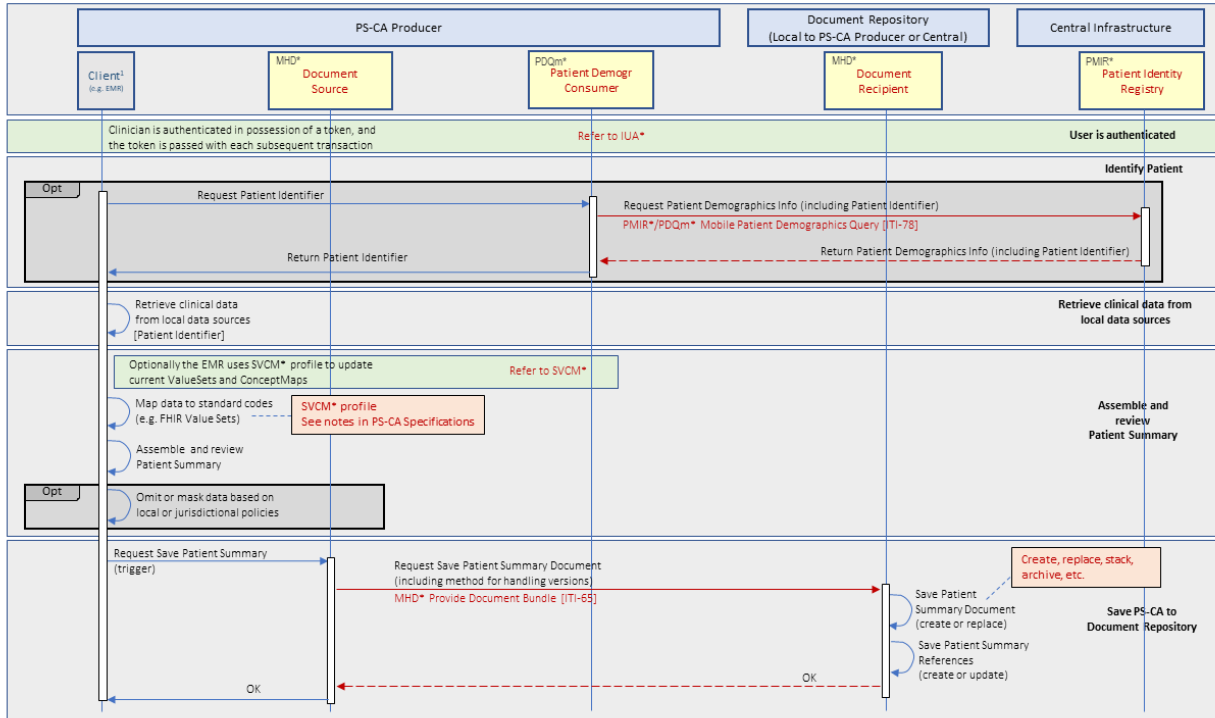 PS-CA Producer
Document Repository
(Local to PS-CA Producer or Central)
Central Infrastructure
Client1
(e.g. EMR)
MHD*
Document
Source
PDQm*
Patient Demogr
Consumer
MHD*
Document
Recipient
PMIR*
Patient Identity
Registry
Clinician is authenticated in possession of a token, and
the token is passed with each subsequent transaction
Refer to IUA*
User is authenticated
Identify Patient
Opt
Request Patient Identifier
Request Patient Demographics Info (including Patient Identifier)
PMIR*/PDQm* Mobile Patient Demographics Query [ITI-78]
Return Patient Demographics Info (including Patient Identifier)
Return Patient Identifier
Retrieve clinical data
from local data sources
[Patient Identifier]
Retrieve clinical data from
local data sources
Optionally the EMR uses SVCM* profile to update
current ValueSets and ConceptMaps
Refer to SVCM*
Map data to standard codes
(e.g. FHIR Value Sets)
SVCM* profile
See notes in PS-CA Specifications
Assemble and
review
Patient Summary
Assemble and review
Patient Summary
Opt
Omit or mask data based on
local or jurisdictional policies
Request Save Patient Summary
(trigger)
Request Save Patient Summary Document
(including method for handling versions)
MHD* Provide Document Bundle [ITI-65]
Create, replace, stack,
archive, etc.
Save Patient
Summary Document
(create or replace)
Save PS-CA to
Document Repository
Save Patient Summary
References
(create or update)
OK
OK